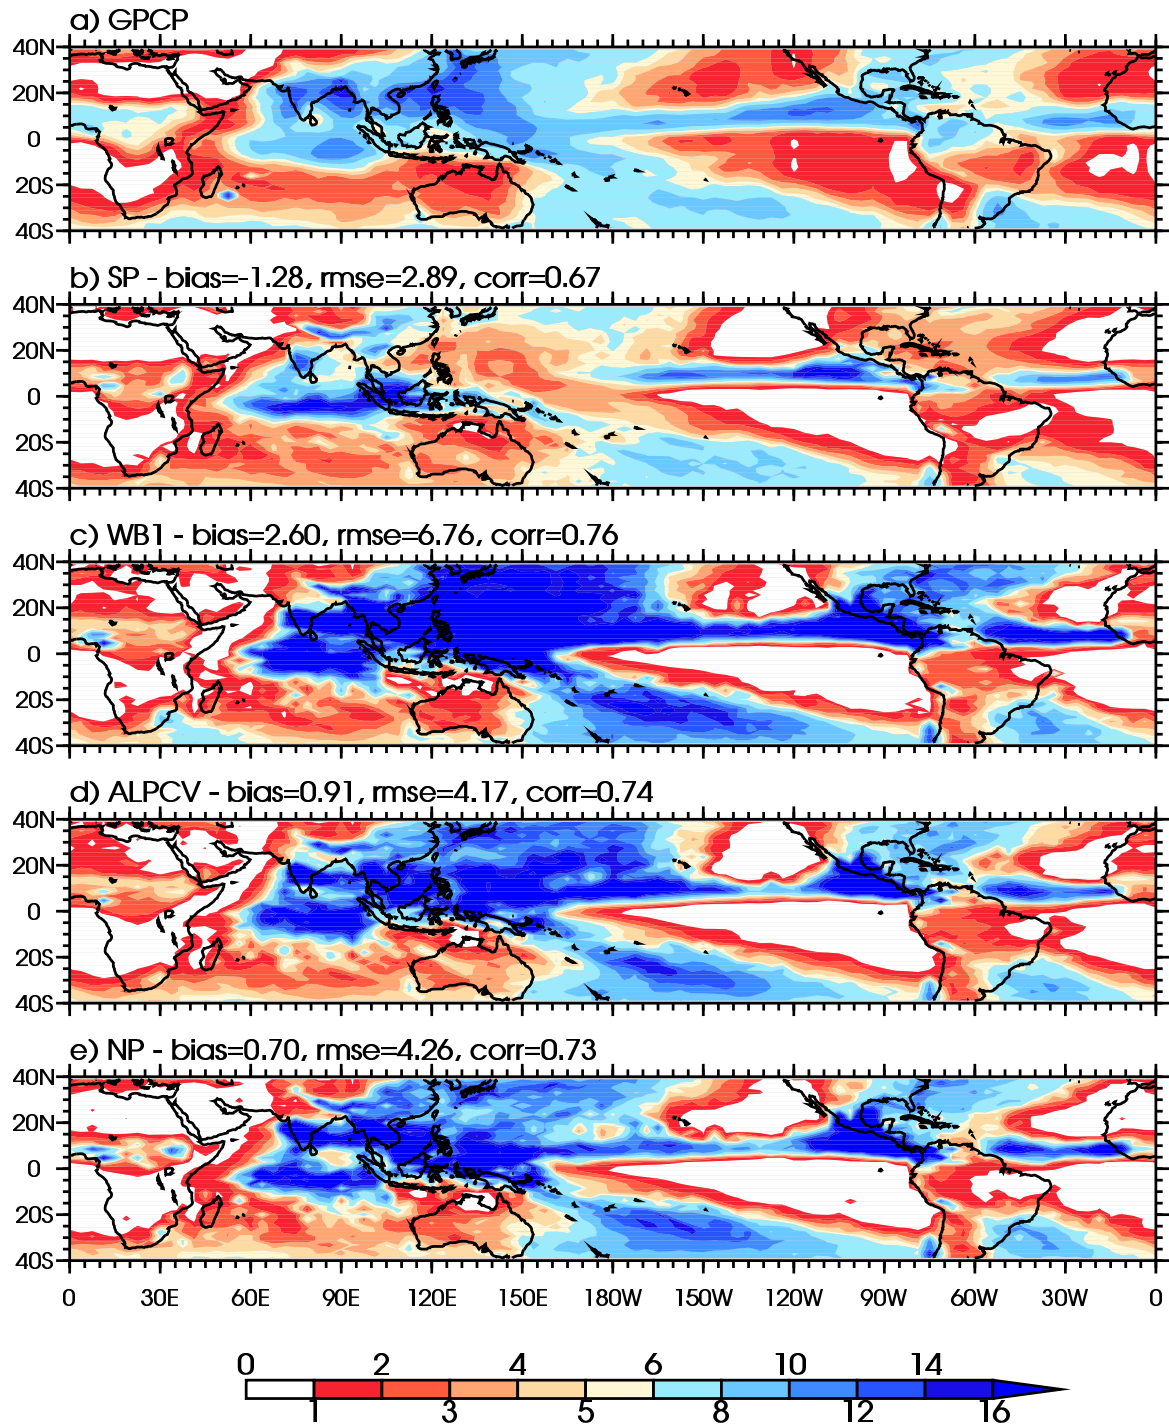 a) GPCP
40N
20N
0
20S
40S
b) SP - bias=-1.28, rmse=2.89, corr=0.67
40N
20N
0
20S
40S
c) WB1 - bias=2.60, rmse=6.76, corr=0.76
40N
20N
0
20S
40S
d) ALPCV - bias=0.91, rmse=4.17, corr=0.74
40N
20N
0
20S
40S
e) NP - bias=0.70, rmse=4.26, corr=0.73
40N
20N
0
20S
40S
0 30E 60E 90E 120E 150E 180W 150W 120W 90W 60W 30W 0
0 2 4 6 10 14
1 3 5 8 12 16